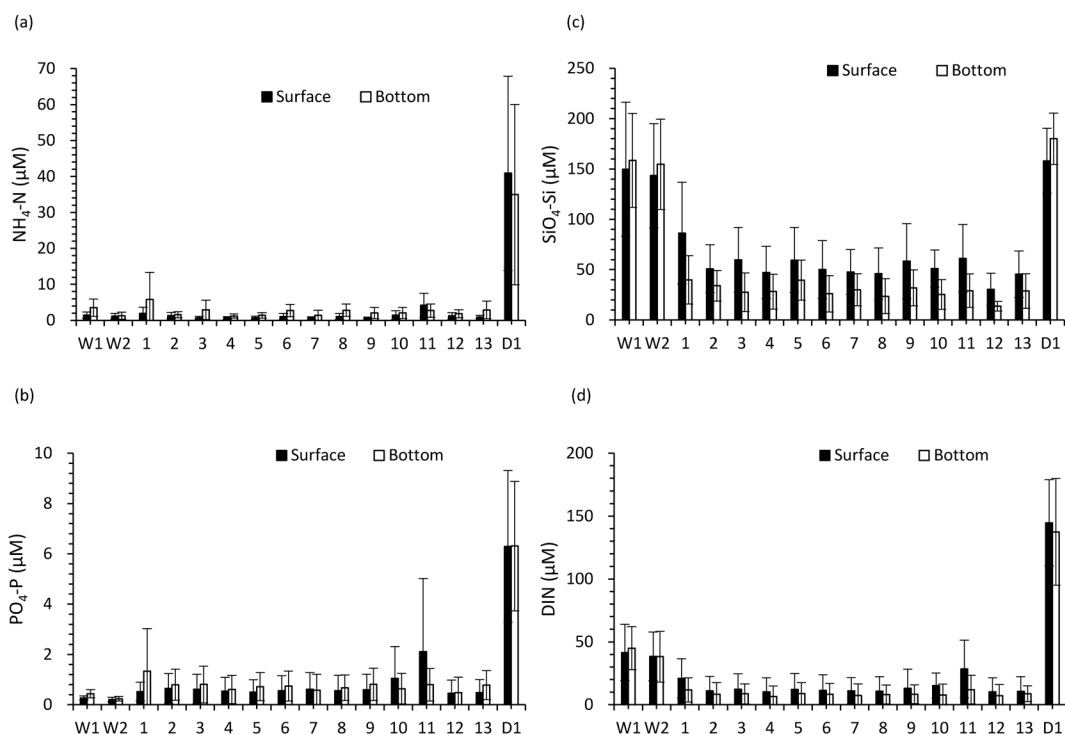 (a)
NH₄-N (µM)
70
60
50
40
30
20
10
0
Surface Bottom
W1 W2 1 2 3 4 5 6 7 8 9 10 11 12 13 D1
(b)
PO₄-P (µM)
10
8
6
4
2
0
Surface Bottom
W1 W2 1 2 3 4 5 6 7 8 9 10 11 12 13 D1
(c)
SiO₄-Si (µM)
250
200
150
100
50
0
Surface Bottom
W1 W2 1 2 3 4 5 6 7 8 9 10 11 12 13 D1
(d)
DIN (µM)
200
150
100
50
0
Surface Bottom
W1 W2 1 2 3 4 5 6 7 8 9 10 11 12 13 D1